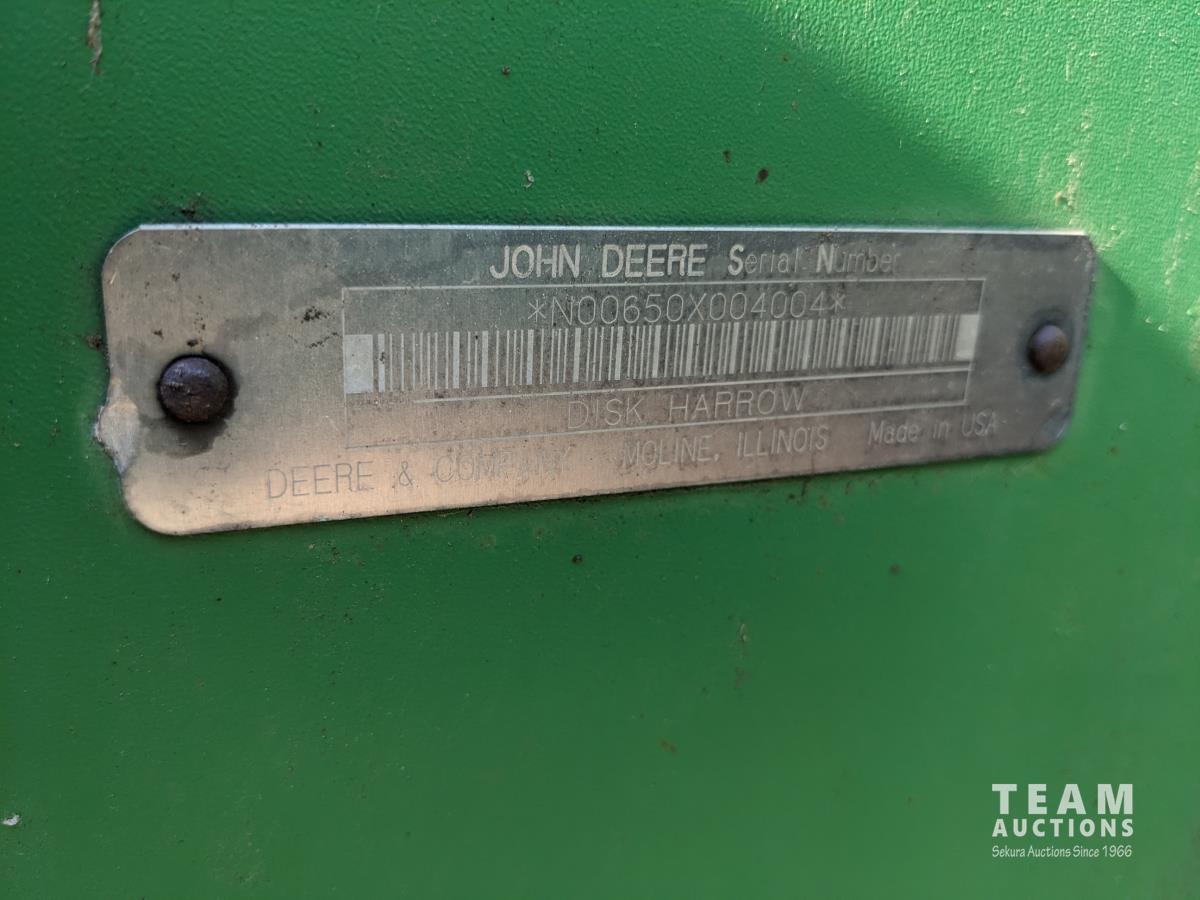 JOHN DEERE Serial Number
*N00650X004004*
DISK HARROW
DEERE & COMPANY MOLINE, ILLINOIS Made in USA
TEAM
AUCTIONS
Sekura Auctions Since 1966